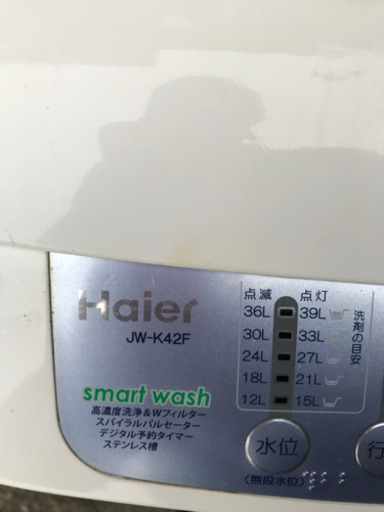 Haier
JW-K42F
smart wash
高濃度洗浄&Wフィルター
スパイラルパルセーター
デジタル予約タイマー
ステンレス槽
点滅 点灯
36L 39L
30L 33L
24L 27L
18L 21L
12L 15L
洗剤の目安
水位
(無段水位)
行